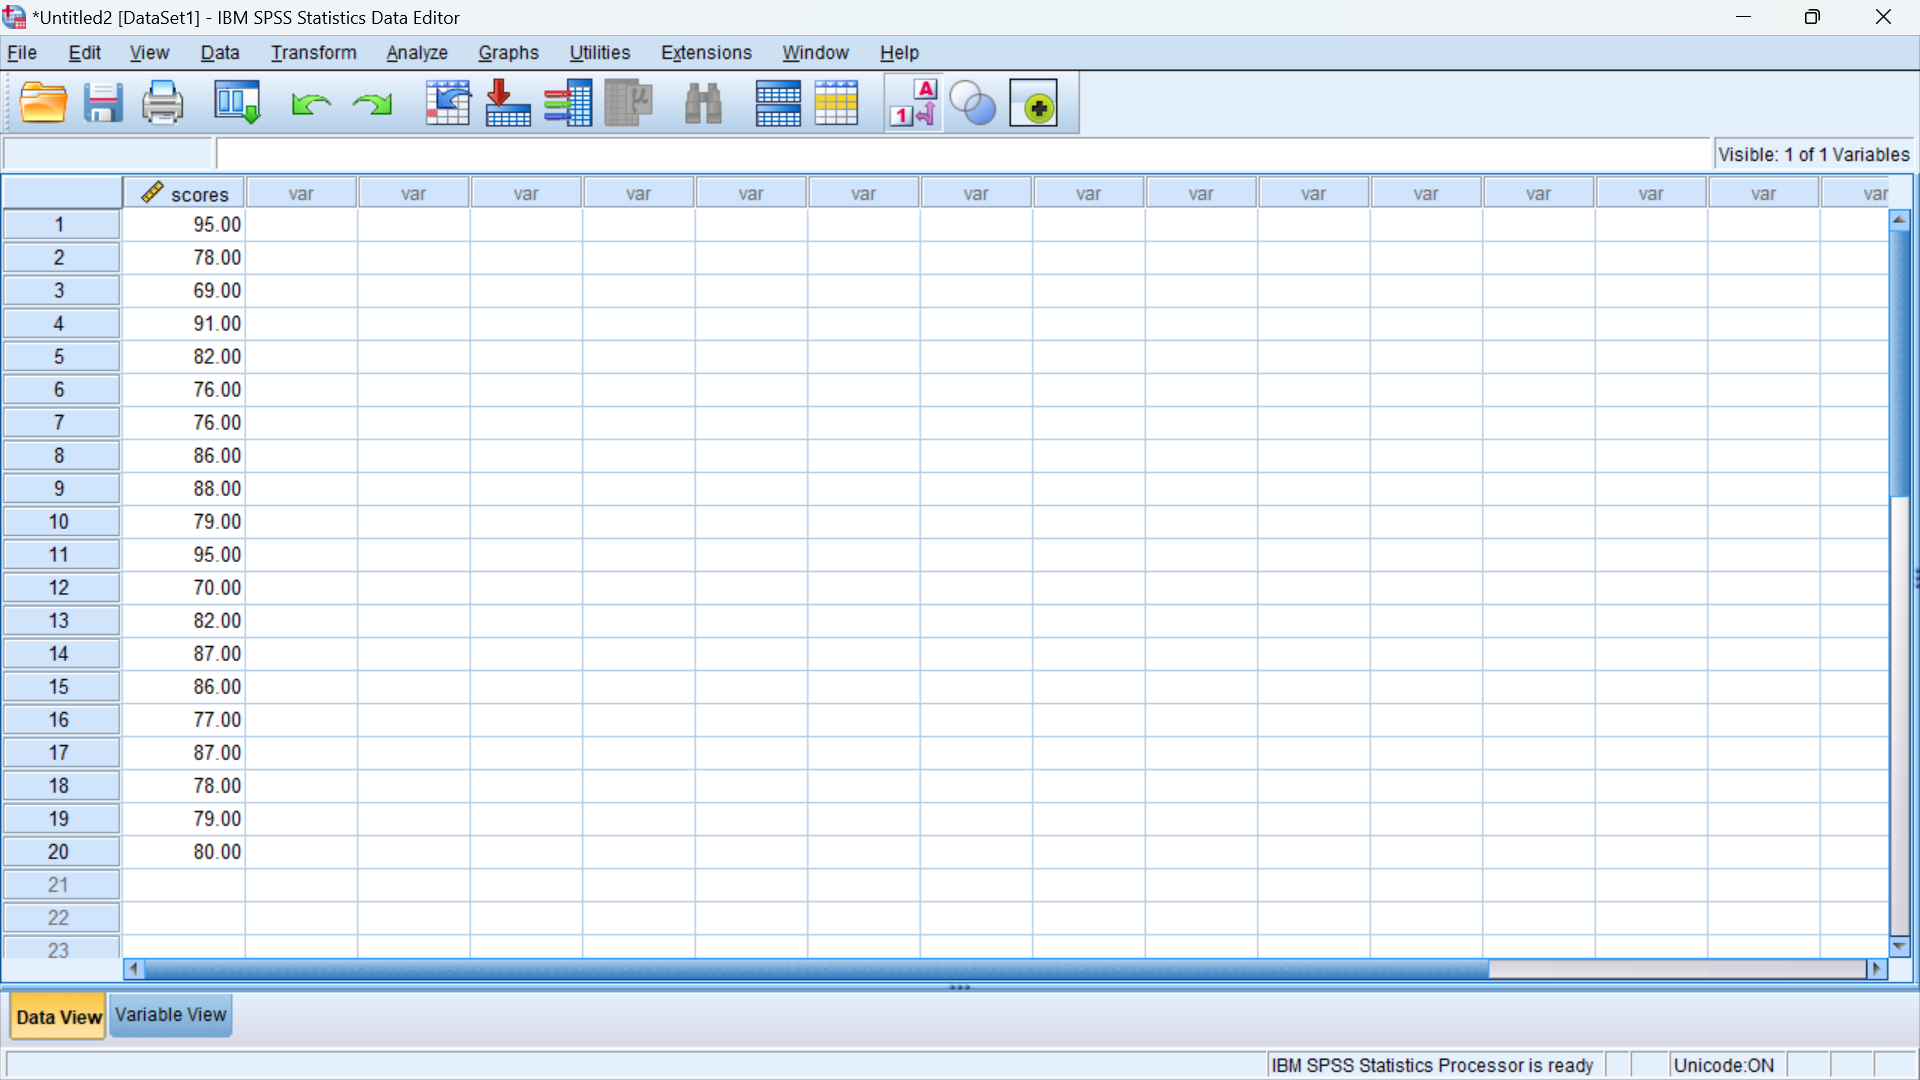 *Untitled2 [DataSet1] - IBM SPSS Statistics Data Editor
File Edit View Data Transform Analyze Graphs Utilities Extensions Window Help
A
1 µ
Visible: 1 of 1 Variables
scores var var var var var var var var var var var var var var var
1 95.00
2 78.00
3 69.00
4 91.00
5 82.00
6 76.00
7 76.00
8 86.00
9 88.00
10 79.00
11 95.00
12 70.00
13 82.00
14 87.00
15 86.00
16 77.00
17 87.00
18 78.00
19 79.00
20 80.00
21
22
23
Data View Variable View
IBM SPSS Statistics Processor is ready Unicode:ON